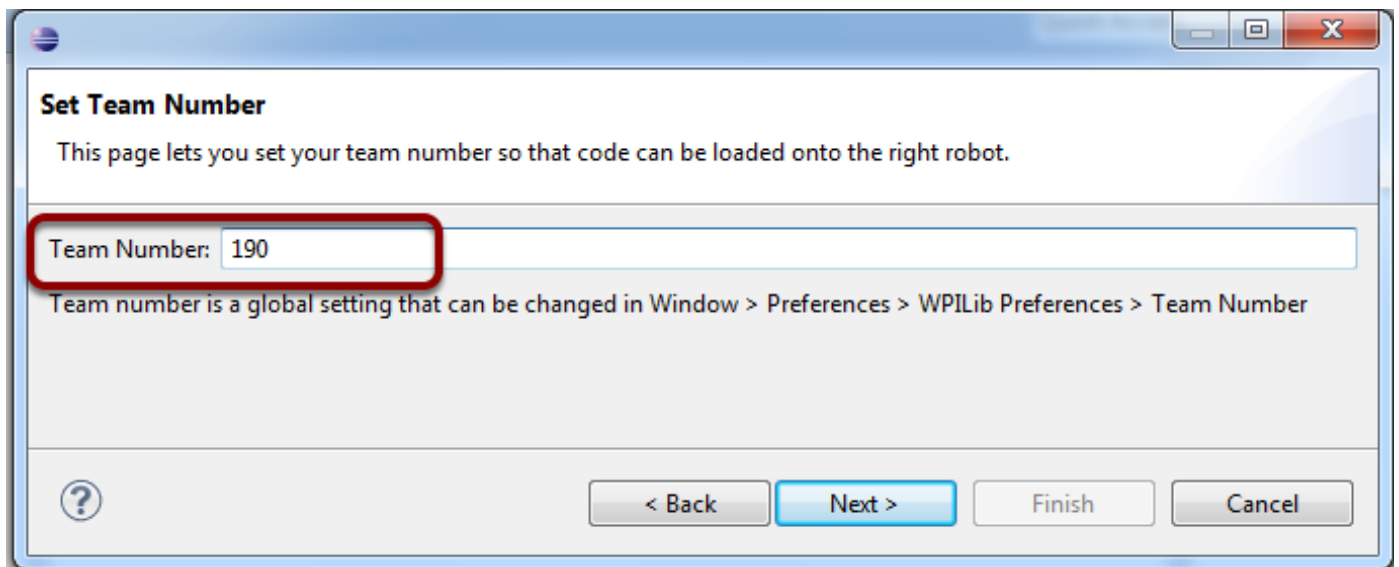 Set Team Number
This page lets you set your team number so that code can be loaded onto the right robot.
Team Number: 190
Team number is a global setting that can be changed in Window > Preferences > WPILib Preferences > Team Number
?
< Back Next > Finish Cancel